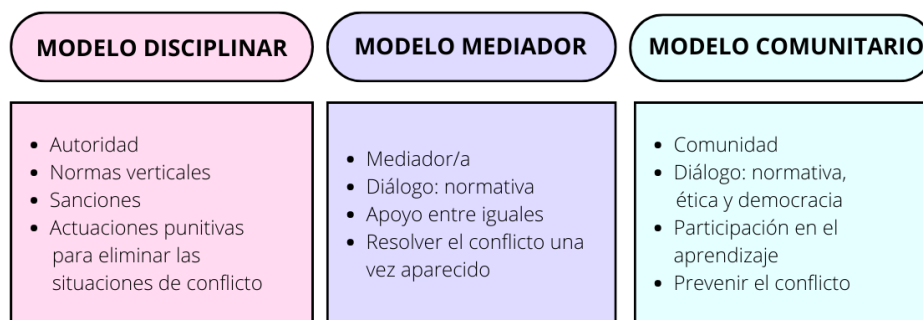 MODELO DISCIPLINAR
MODELO MEDIADOR
MODELO COMUNITARIO
• Autoridad
• Normas verticales
• Sanciones
• Actuaciones punitivas
para eliminar las
situaciones de conflicto
• Mediador/a
• Diálogo: normativa
• Apoyo entre iguales
• Resolver el conflicto una
vez aparecido
• Comunidad
• Diálogo: normativa,
ética y democracia
• Participación en el
aprendizaje
• Prevenir el conflicto